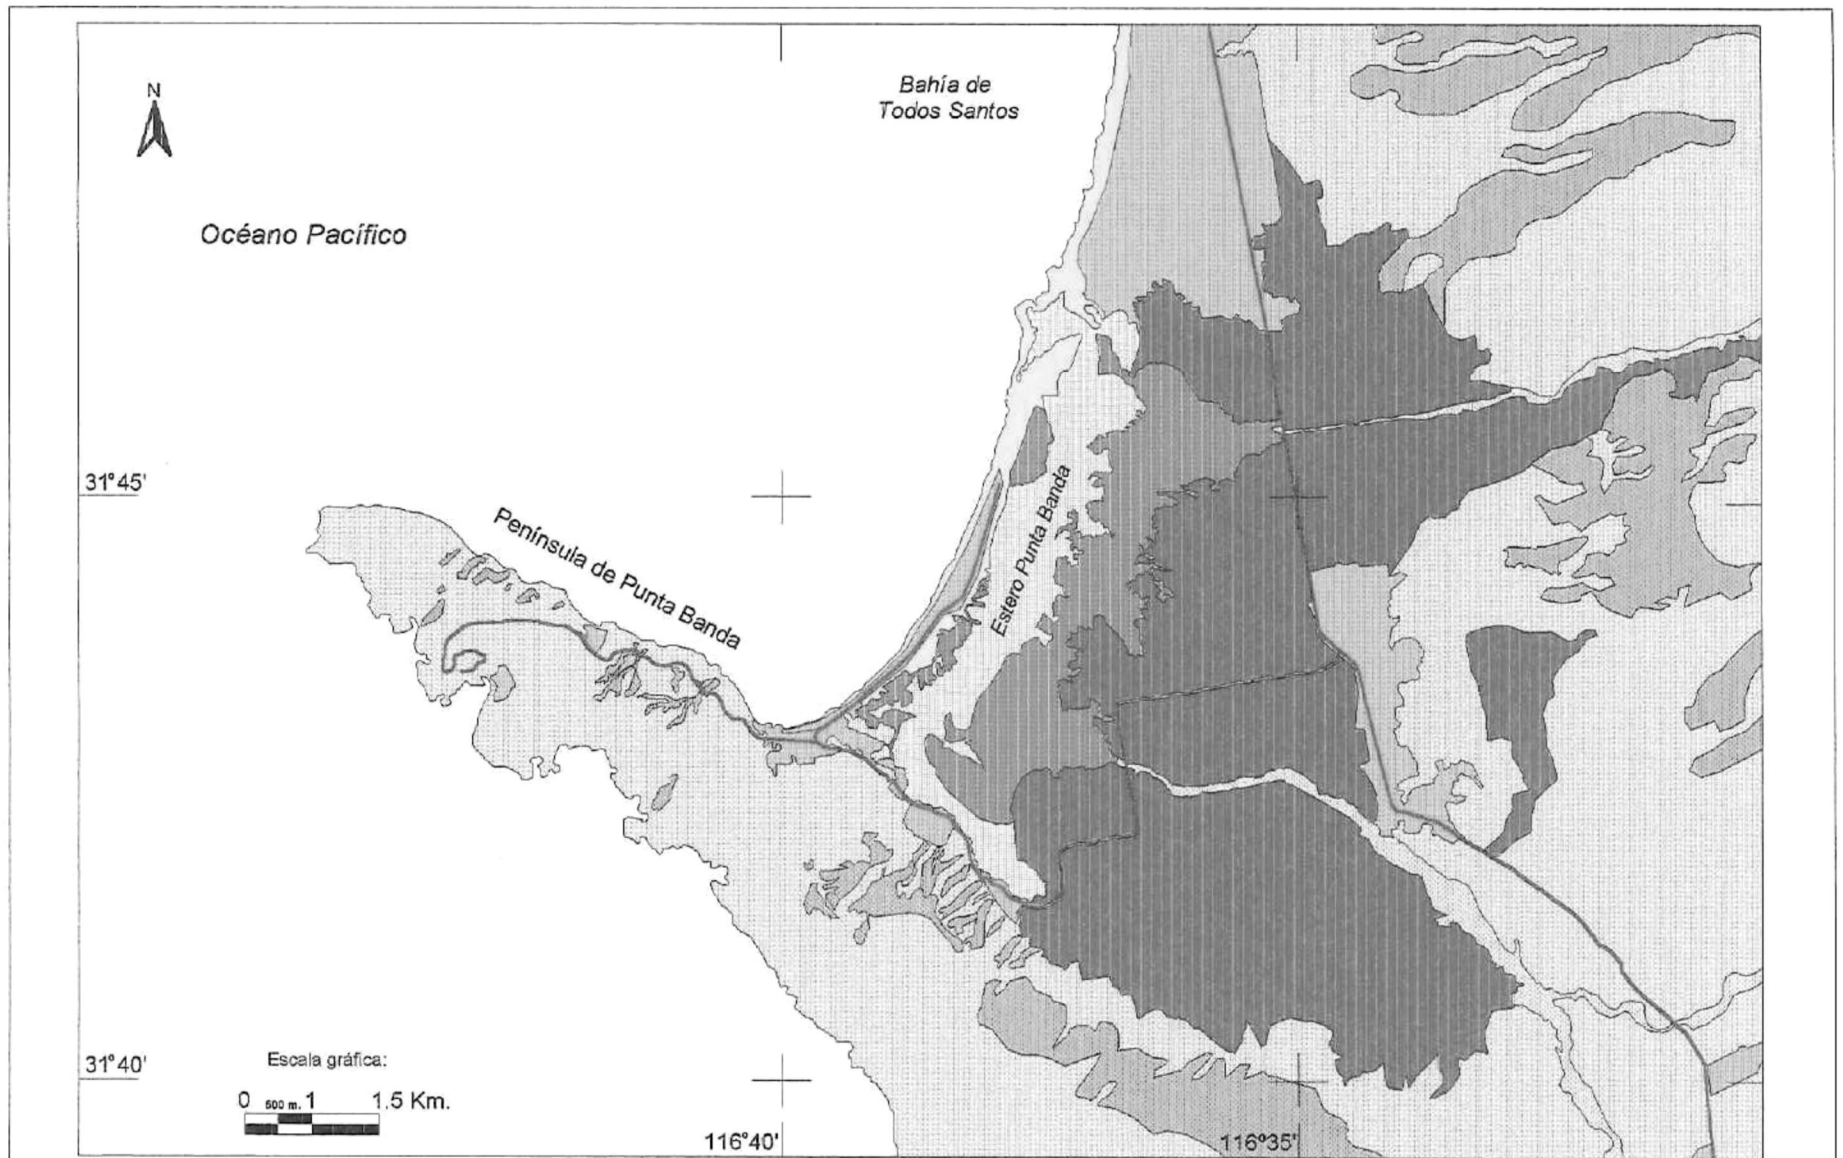 N
Bahía de
Todos Santos
Océano Pacífico
31°45'
Península de Punta Banda
Estero Punta Banda
31°40'
Escala gráfica:
0 500 m. 1 1.5 Km.
116°40'
116°35'